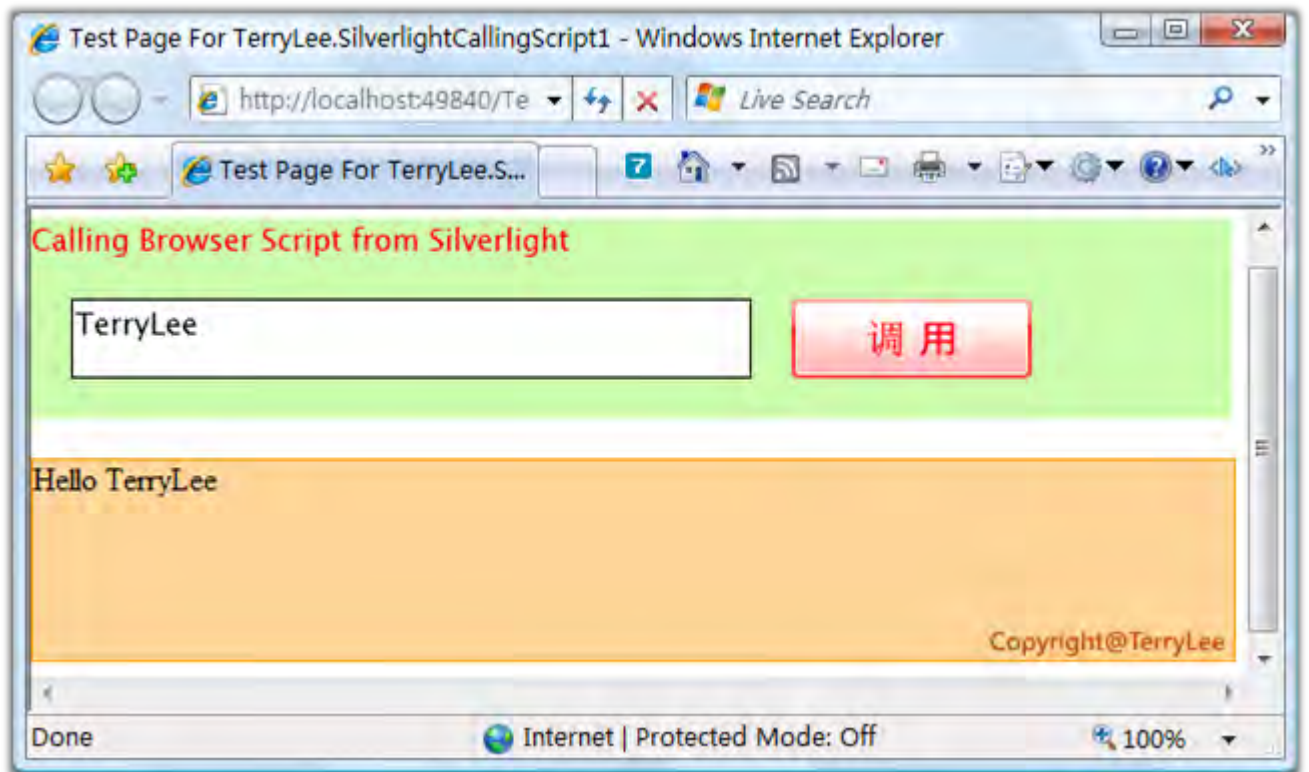 Test Page For TerryLee.SilverlightCallingScript1 - Windows Internet Explorer
http://localhost:49840/Te
Live Search
Test Page For TerryLee.S...
Calling Browser Script from Silverlight
TerryLee
调 用
Hello TerryLee
Copyright@TerryLee
Done
Internet | Protected Mode: Off
100%